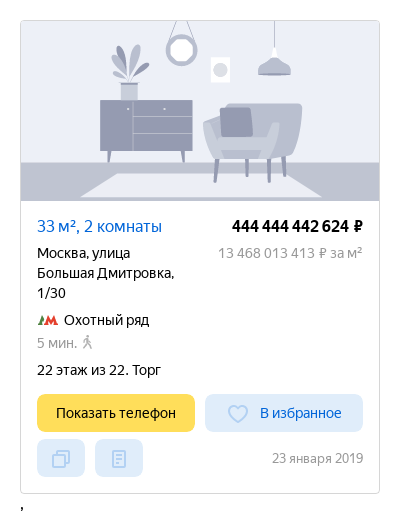 33 м², 2 комнаты 444 444 442 624 ₽
Москва, улица 13 468 013 413 ₽ за м²
Большая Дмитровка,
1/30
Охотный ряд
5 мин.
22 этаж из 22. Торг
Показать телефон В избранное
23 января 2019
,